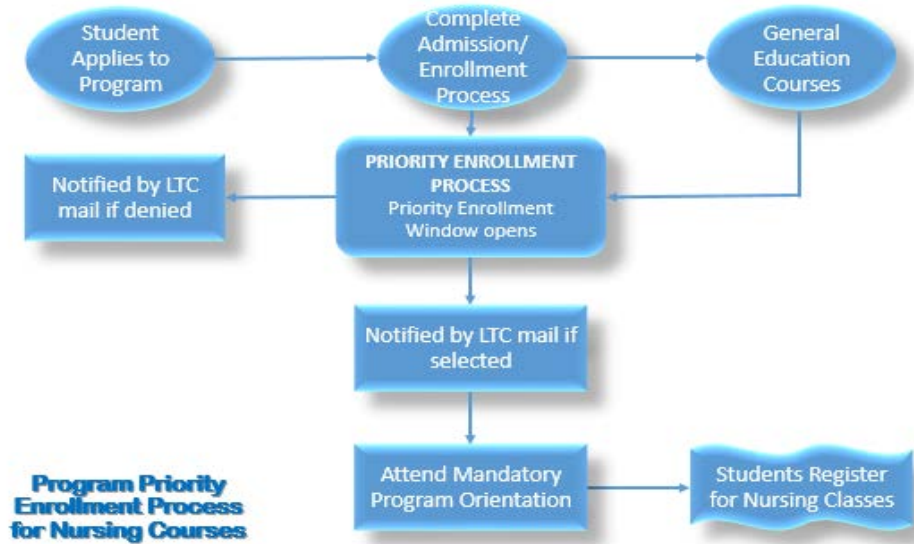 Student
Applies to
Program
Complete
Admission/
Enrollment
Process
General
Education
Courses
PRIORITY ENROLLMENT
PROCESS
Priority Enrollment
Window opens
Notified by LTC
mail if denied
Notified by LTC mail if
selected
Attend Mandatory
Program Orientation
Students Register
for Nursing Classes
Program Priority
Enrollment Process
for Nursing Courses